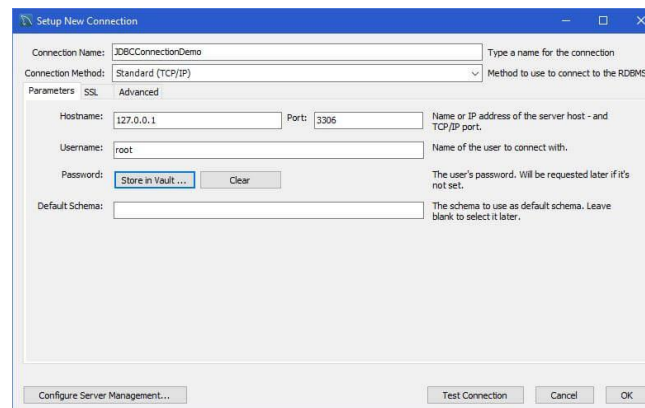 Setup New Connection
Connection Name: JDBCConnectionDemo Type a name for the connection
Connection Method: Standard (TCP/IP) Method to use to connect to the RDBMS
Parameters SSL Advanced
Hostname: 127.0.0.1 Port: 3306 Name or IP address of the server host - and
TCP/IP port.
Username: root Name of the user to connect with.
Password: Store in Vault ... Clear The user's password. Will be requested later if it's
not set.
Default Schema: The schema to use as default schema. Leave
blank to select it later.
Configure Server Management... Test Connection Cancel OK